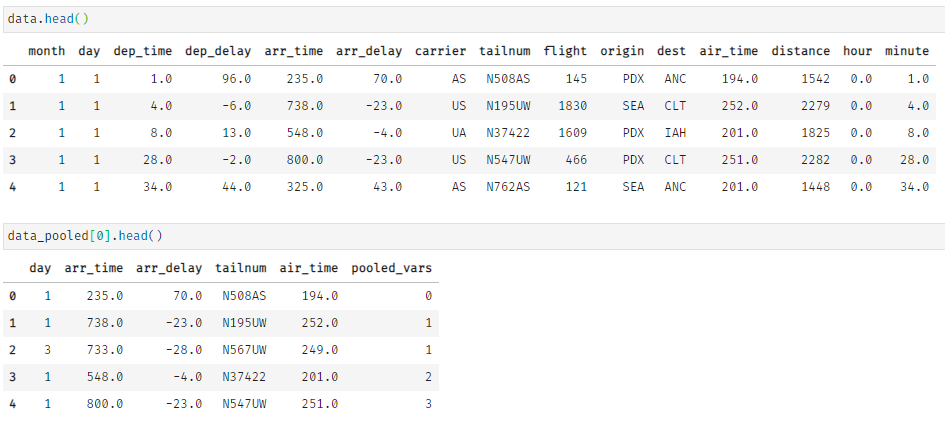 data.head()
month day dep_time dep_delay arr_time arr_delay carrier tailnum flight origin dest air_time distance hour minute
0 1 1 1.0 96.0 235.0 70.0 AS N508AS 145 PDX ANC 194.0 1542 0.0 1.0
1 1 1 4.0 -6.0 738.0 -23.0 US N195UW 1830 SEA CLT 252.0 2279 0.0 4.0
2 1 1 8.0 13.0 548.0 -4.0 UA N37422 1609 PDX IAH 201.0 1825 0.0 8.0
3 1 1 28.0 -2.0 800.0 -23.0 US N547UW 466 PDX CLT 251.0 2282 0.0 28.0
4 1 1 34.0 44.0 325.0 43.0 AS N762AS 121 SEA ANC 201.0 1448 0.0 34.0
data_pooled[0].head()
day arr_time arr_delay tailnum air_time pooled_vars
0 1 235.0 70.0 N508AS 194.0 0
1 1 738.0 -23.0 N195UW 252.0 1
2 3 733.0 -28.0 N567UW 249.0 1
3 1 548.0 -4.0 N37422 201.0 2
4 1 800.0 -23.0 N547UW 251.0 3